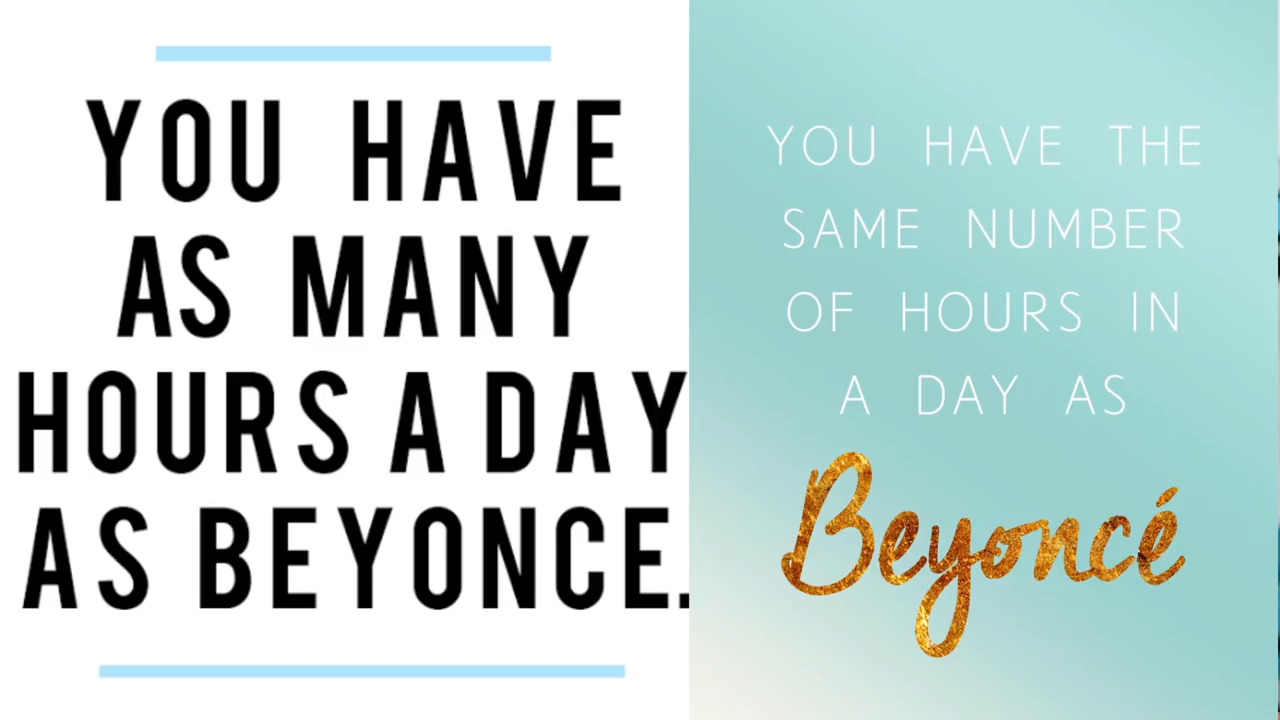 YOU HAVE
AS MANY
HOURS A DAY
AS BEYONCE.
YOU HAVE THE
SAME NUMBER
OF HOURS IN
A DAY AS
Beyoncé